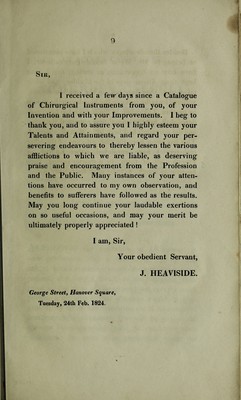 9
SIR,
I received a few days since a Catalogue
of Chirurgical Instruments from you, of your
Invention and with your Improvements. I beg to
thank you, and to assure you I highly esteem your
Talents and Attainments, and regard your per-
severing endeavours to thereby lessen the various
afflictions to which we are liable, as deserving
praise and encouragement from the Profession
and the Public. Many instances of your atten-
tions have occurred to my own observation, and
benefits to sufferers have followed as the results.
May you long continue your laudable exertions
on so useful occasions, and may your merit be
ultimately properly appreciated !
I am, Sir,
Your obedient Servant,
J. HEAVISIDE.
George Street, Hanover Square,
Tuesday, 24th Feb. 1824.